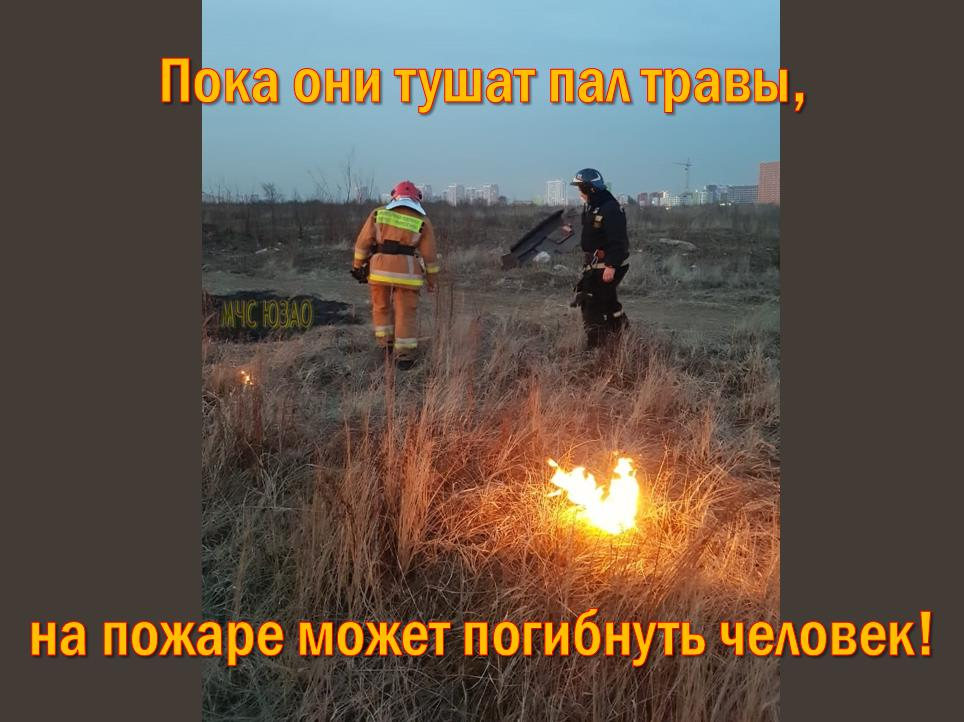 Пока они тушат пал травы,
МЧС ЮЗАО
на пожаре может погибнуть человек!